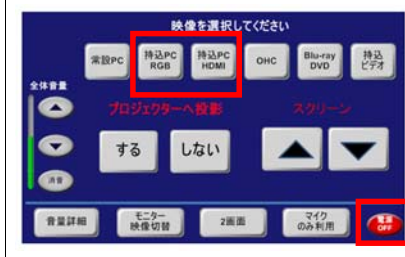 映像を選択してください
常設PC
持込PC
RGB
持込PC
HDMI
OHC
Blu-ray
DVD
持込
ビデオ
全体音量
プロジェクターへ投影
スクリーン
する
しない
消音
音量詳細
モニター
映像切替
2画面
マイク
のみ利用
電源
OFF